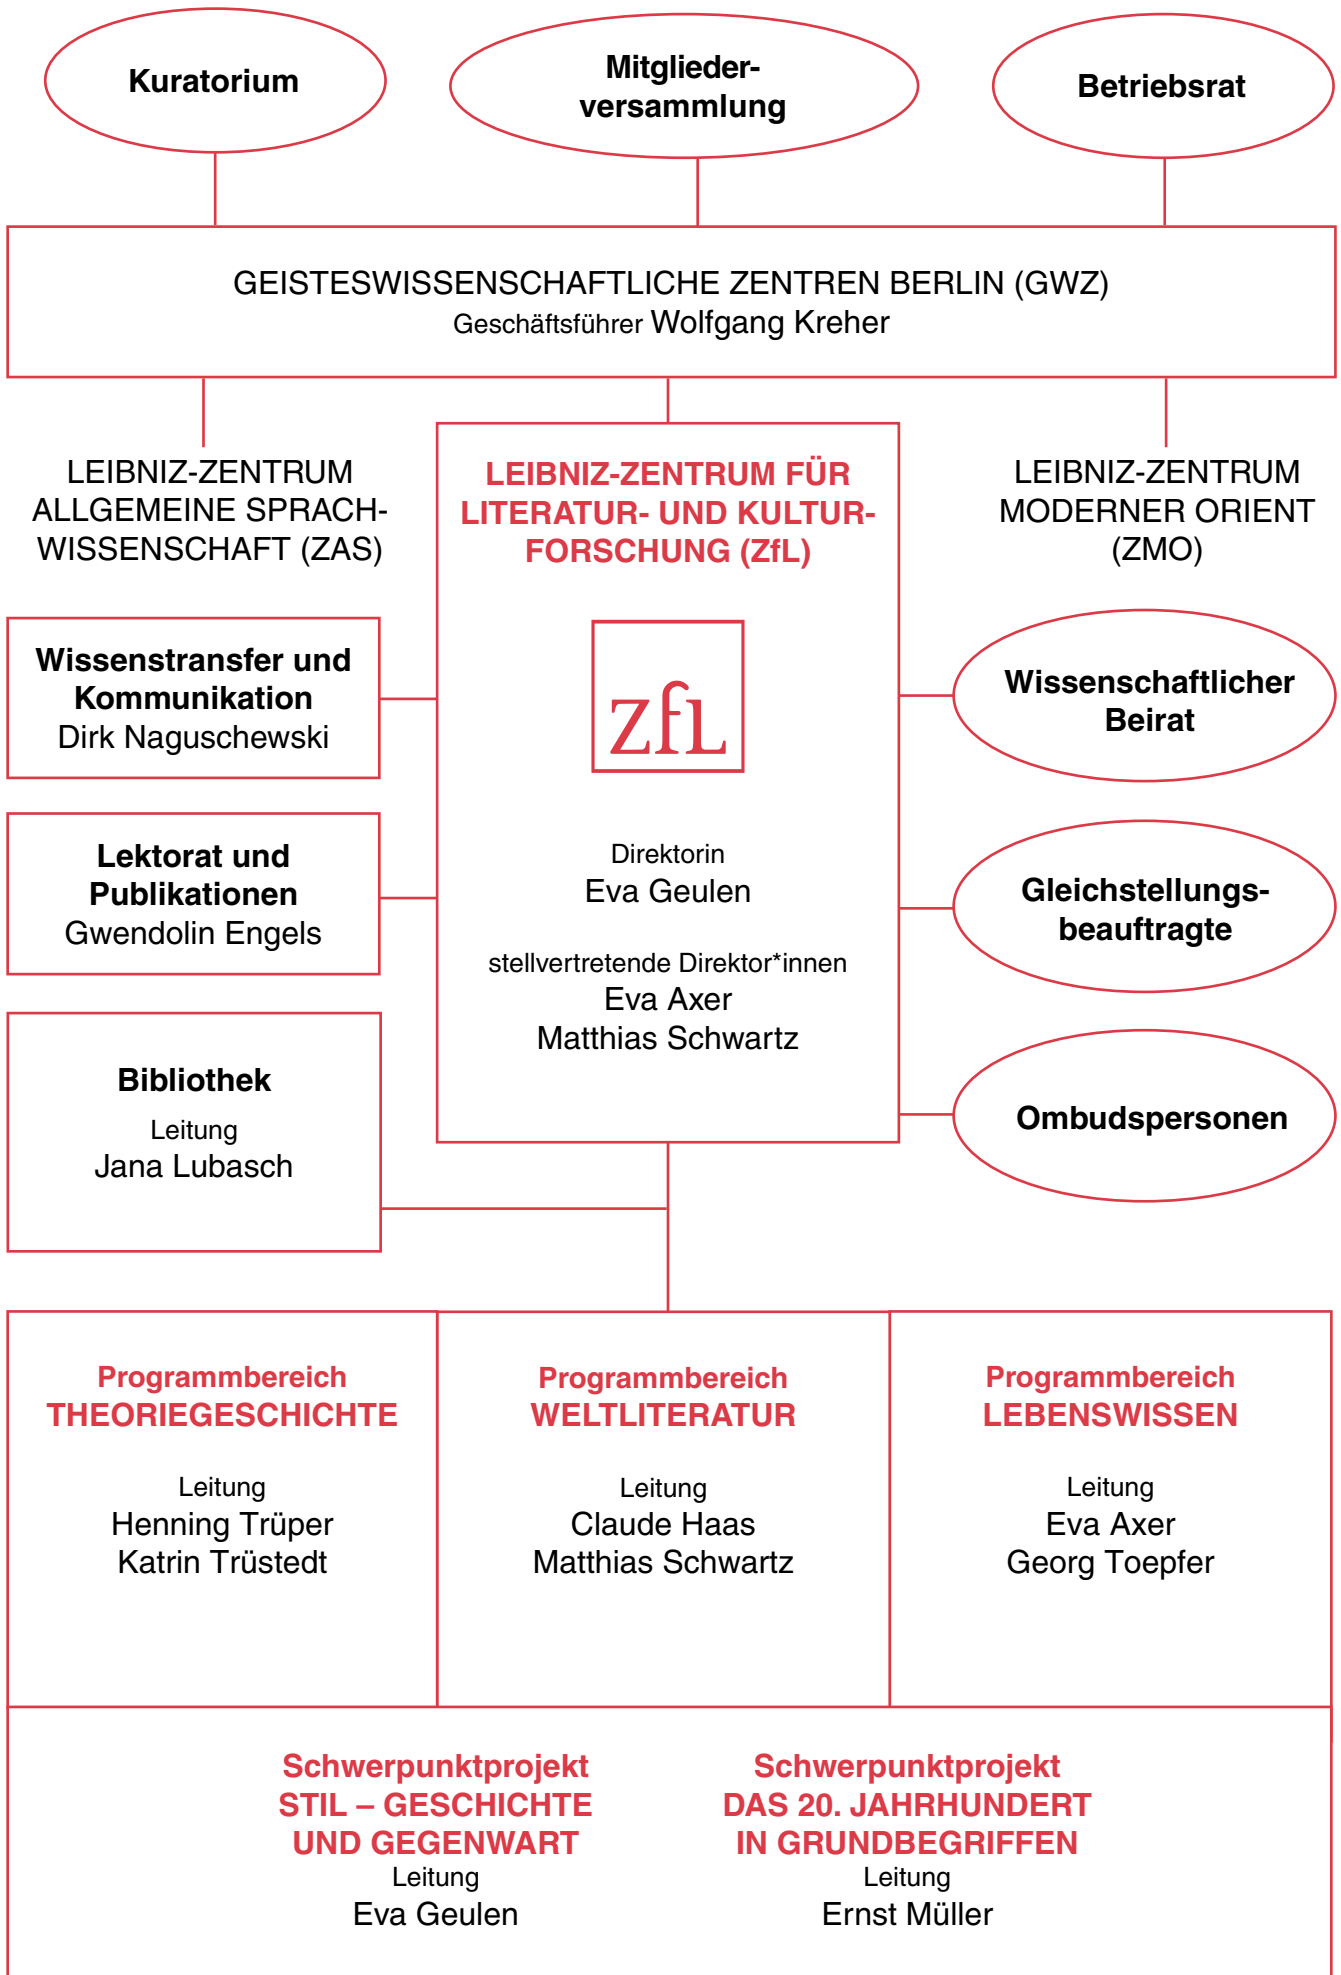 Kuratorium
Mitglieder-
versammlung
Betriebsrat
GEISTESWISSENSCHAFTLICHE ZENTREN BERLIN (GWZ)
Geschäftsführer Wolfgang Kreher
LEIBNIZ-ZENTRUM
ALLGEMEINE SPRACH-
WISSENSCHAFT (ZAS)
LEIBNIZ-ZENTRUM FÜR
LITERATUR- UND KULTUR-
FORSCHUNG (ZfL)
LEIBNIZ-ZENTRUM
MODERNER ORIENT
(ZMO)
Wissenstransfer und
Kommunikation
Dirk Naguschewski
Lektorat und
Publikationen
Gwendolin Engels
Bibliothek
Leitung
Jana Lubasch
ZfL
Direktorin
Eva Geulen
stellvertretende Direktor*innen
Eva Axer
Matthias Schwartz
Wissenschaftlicher
Beirat
Gleichstellungs-
beauftragte
Ombudspersonen
Programmbereich
THEORIEGESCHICHTE
Leitung
Henning Trüper
Katrin Trüstedt
Programmbereich
WELTLITERATUR
Leitung
Claude Haas
Matthias Schwartz
Programmbereich
LEBENSWISSEN
Leitung
Eva Axer
Georg Toepfer
Schwerpunktprojekt
STIL – GESCHICHTE
UND GEGENWART
Leitung
Eva Geulen
Schwerpunktprojekt
DAS 20. JAHRHUNDERT
IN GRUNDBEGRIFFEN
Leitung
Ernst Müller